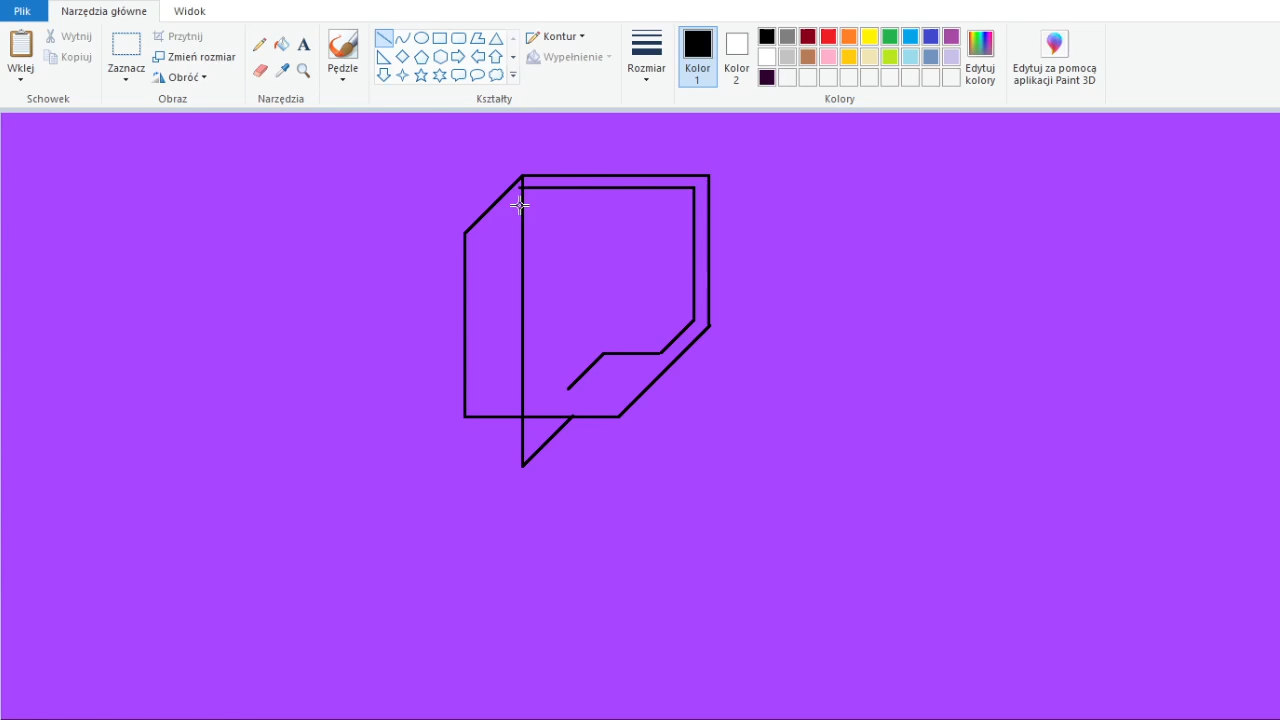 Plik Narzędzia główne Widok
Wklej
Wytnij
Kopiuj
Schowek
Zaznacz
Przytnij
Zmień rozmiar
Obróć
Obraz
A
Narzędzia
Pędzle
Kontur
Wypełnienie
Kształty
Rozmiar
Kolor
1
Kolor
2
Edytuj
kolory
Kolory
Edytuj za pomocą
aplikacji Paint 3D